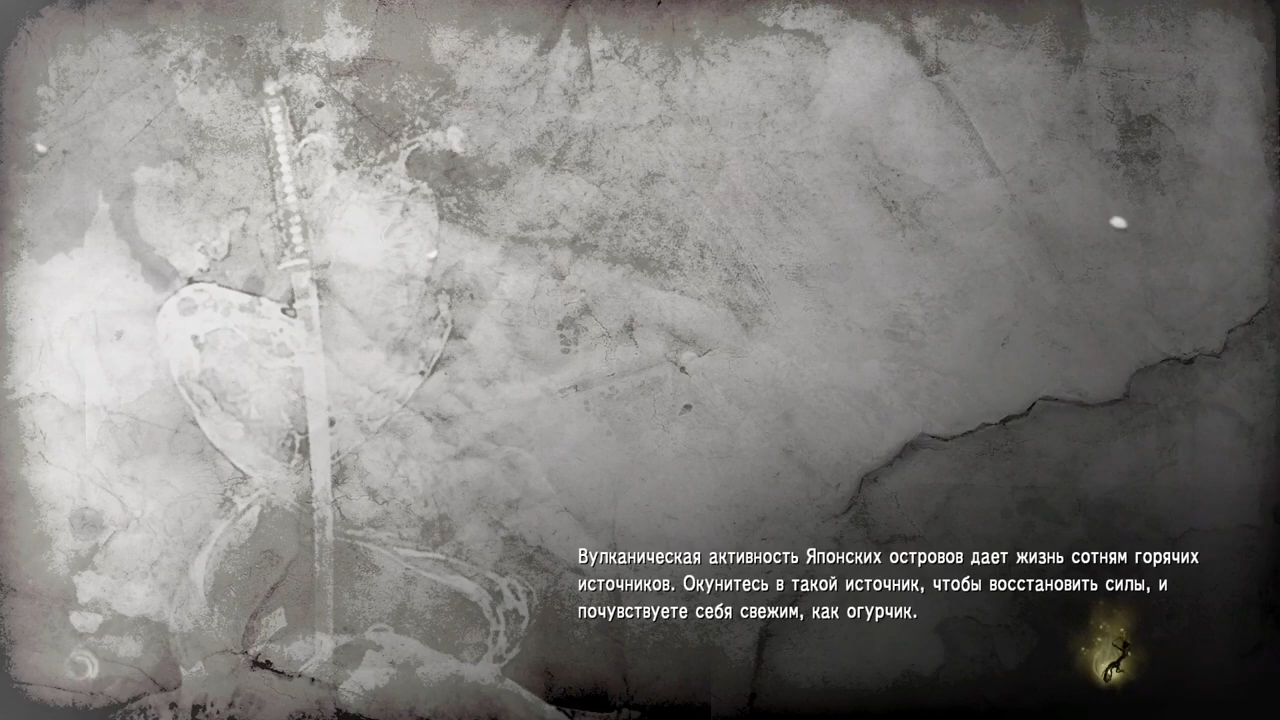 Вулканическая активность Японских островов дает жизнь сотням горячих
источников. Окунитесь в такой источник, чтобы восстановить силы, и
почувствуете себя свежим, как огурчик.